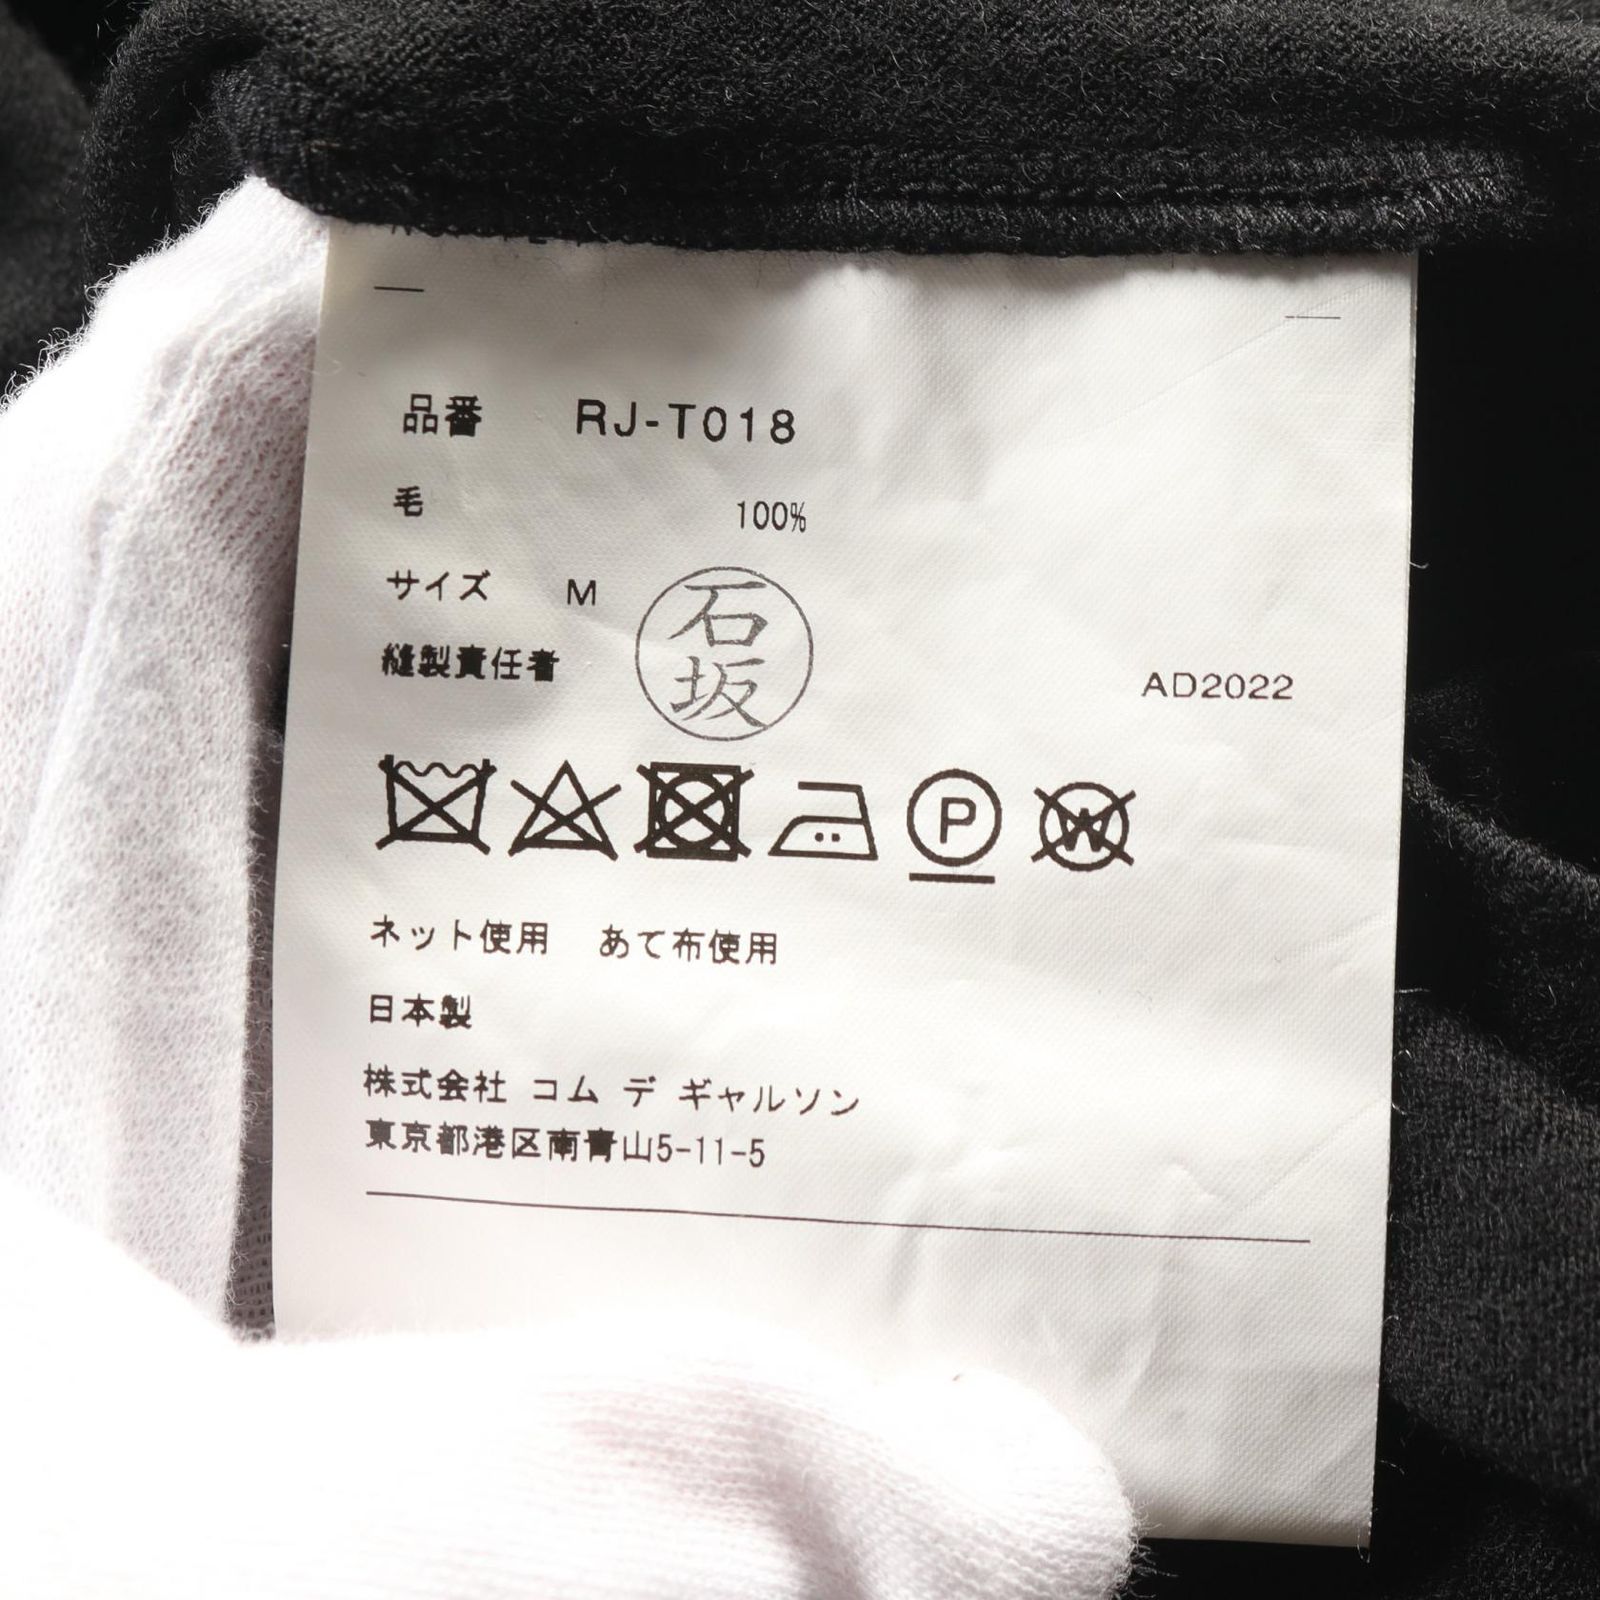 品番 RJ-T018
毛 100%
サイズ M
縫製責任者 石坂
AD2022
P W
ネット使用 あて布使用
日本製
株式会社 コム デ ギャルソン
東京都港区南青山5-11-5